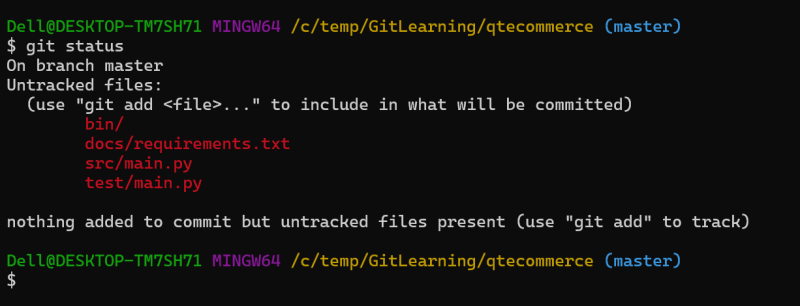 Dell@DESKTOP-TM7SH71 MINGW64 /c/temp/GitLearning/qtecommerce (master)
$ git status
On branch master
Untracked files:
  (use "git add <file>..." to include in what will be committed)
        bin/
        docs/requirements.txt
        src/main.py
        test/main.py

nothing added to commit but untracked files present (use "git add" to track)

Dell@DESKTOP-TM7SH71 MINGW64 /c/temp/GitLearning/qtecommerce (master)
$